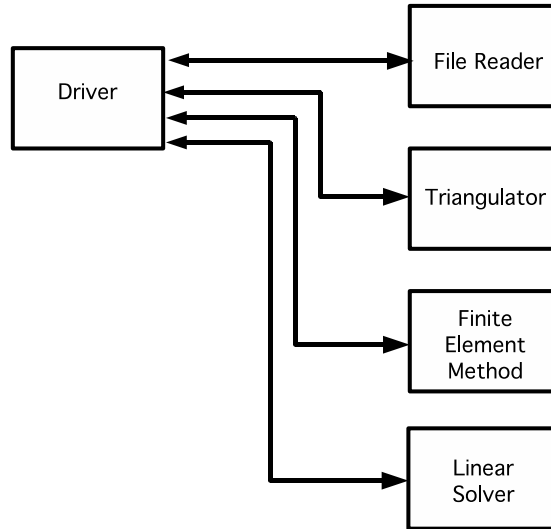 Driver
File Reader
Triangulator
Finite
Element
Method
Linear
Solver